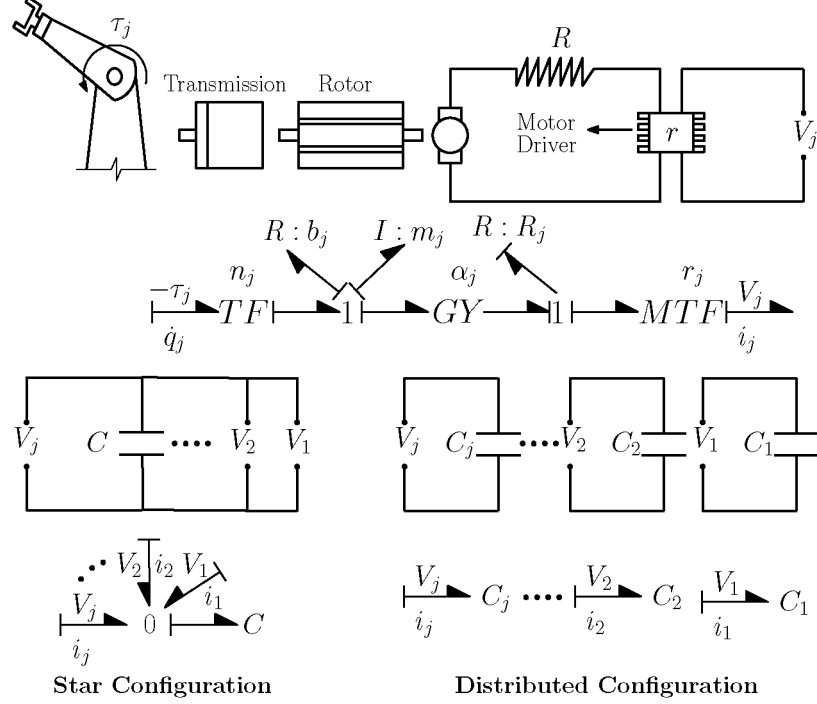 τ_j
Transmission
Rotor
R
Motor
Driver
r
V_j
R : b_j
I : m_j
R : R_j
n_j
α_j
r_j
−τ_j
q̇_j
TF
1
GY
1
MTF
V_j
i_j
V_j
C
V_2
V_1
V_j
C_j
V_2
C_2
V_1
C_1
V_2
i_2
V_1
i_1
V_j
i_j
0
C
V_j
i_j
C_j
V_2
i_2
C_2
V_1
i_1
C_1
Star Configuration
Distributed Configuration